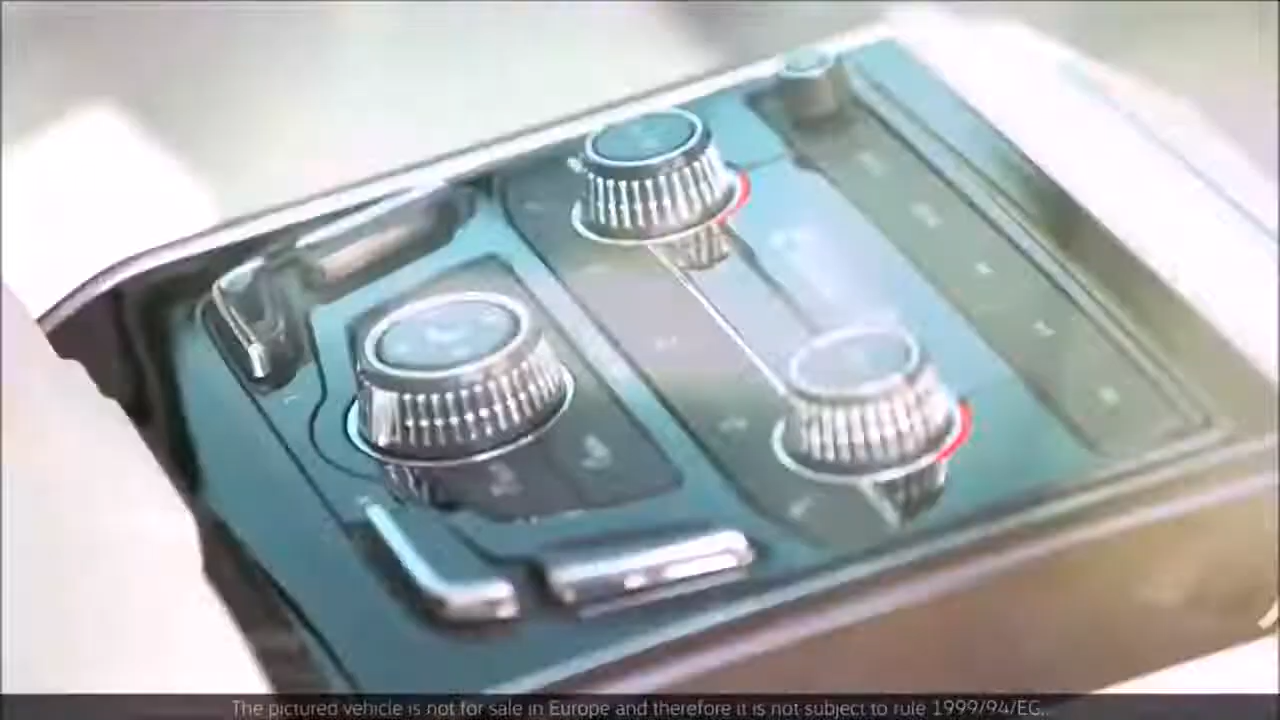 The pictured vehicle is not for sale in Europe and therefore it is not subject to rule 1999/94/EG..